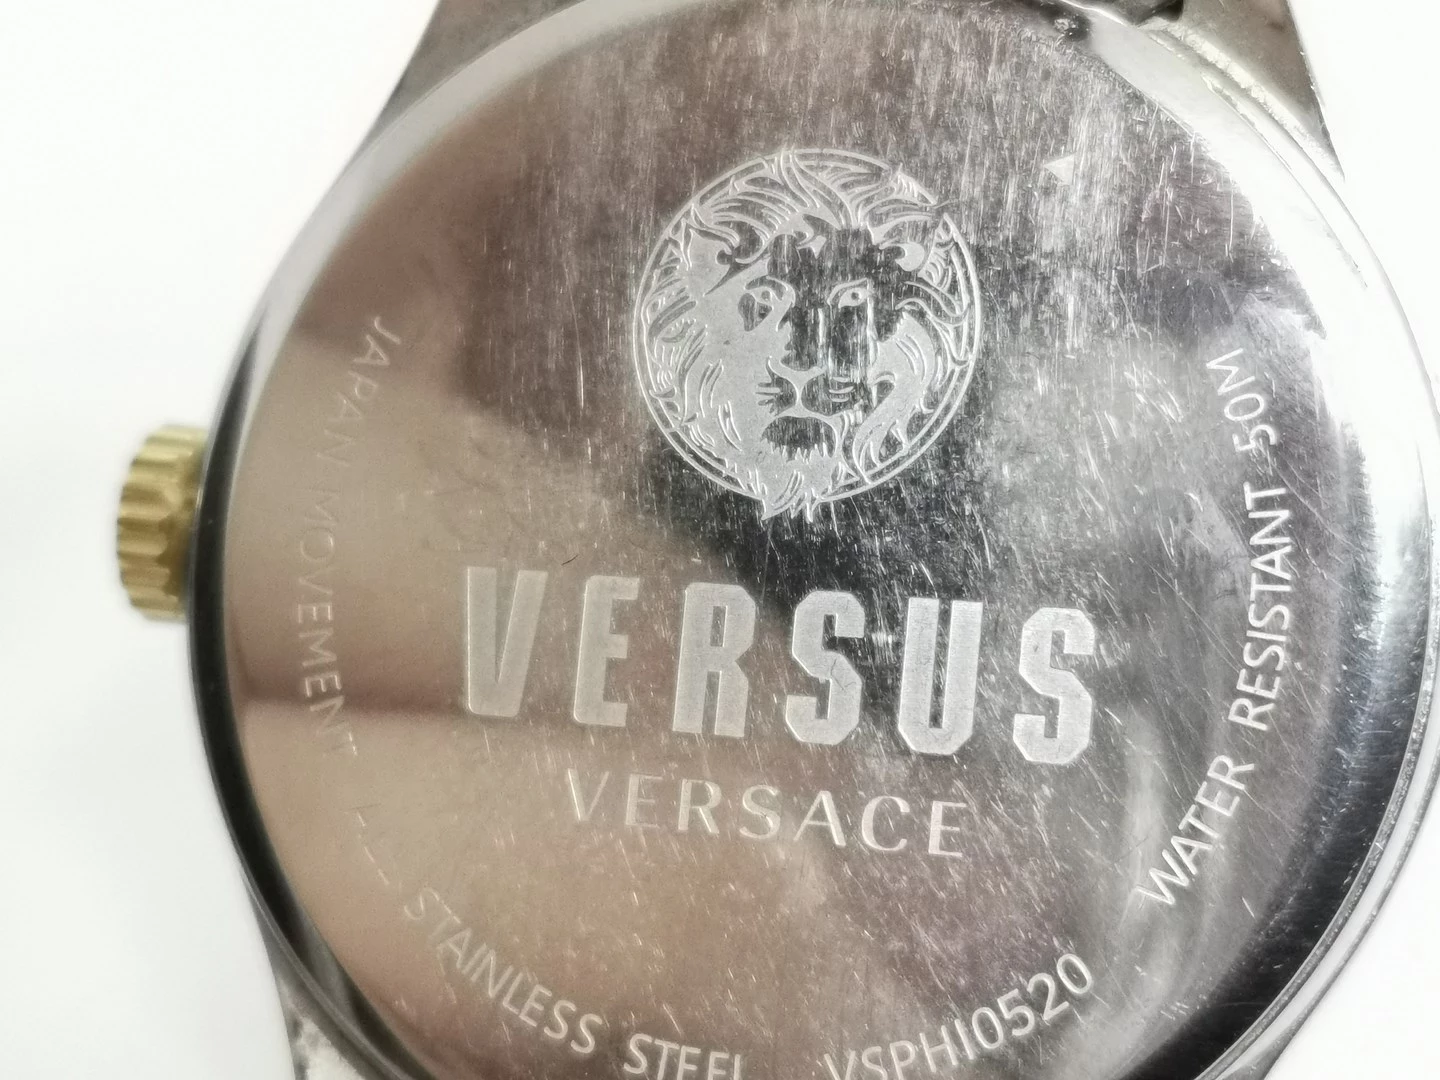 VERSUS
VERSACE
JAPAN MOVEMENT
STAINLESS STEEL
VSPHI0520
WATER RESISTANT 50M